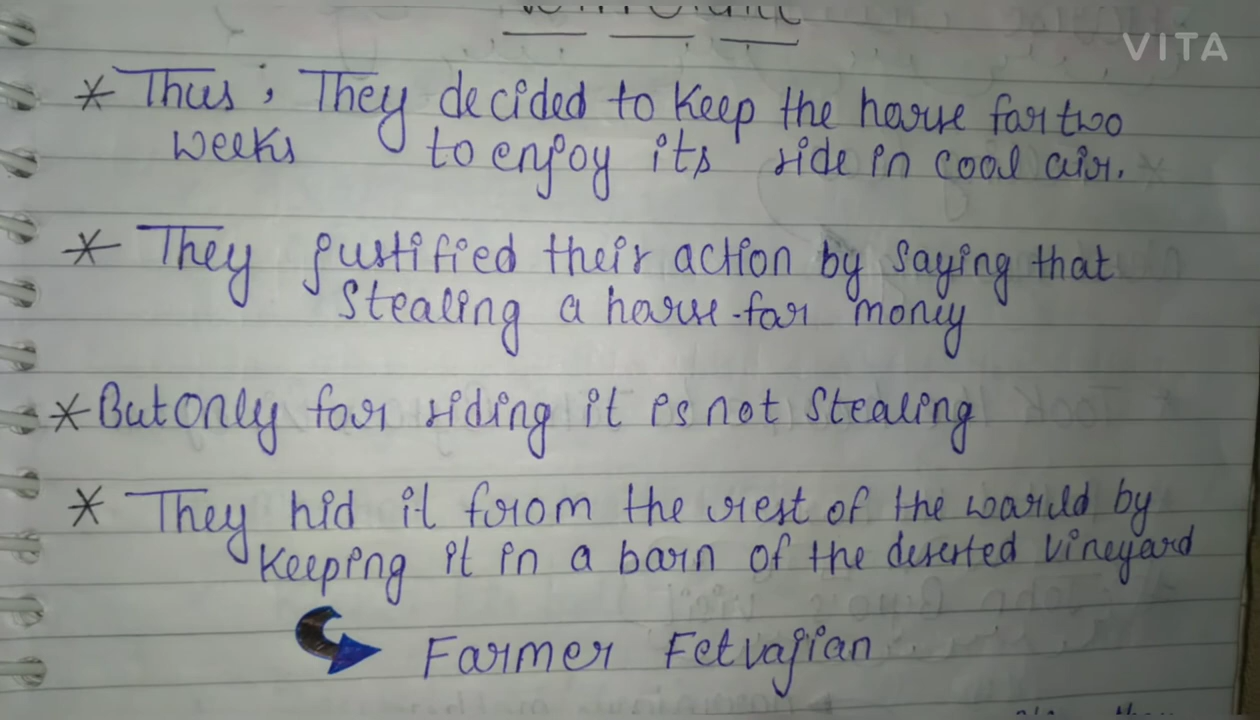 VITA
* Thus, They decided to keep the horse for two
weeks to enjoy its ride in cool air.
* They justified their action by saying that
Stealing a horse for money
* But Only for riding it is not Stealing
* They hid it from the rest of the world by
Keeping it in a barn of the deserted vineyard
Farmer Fetvajian